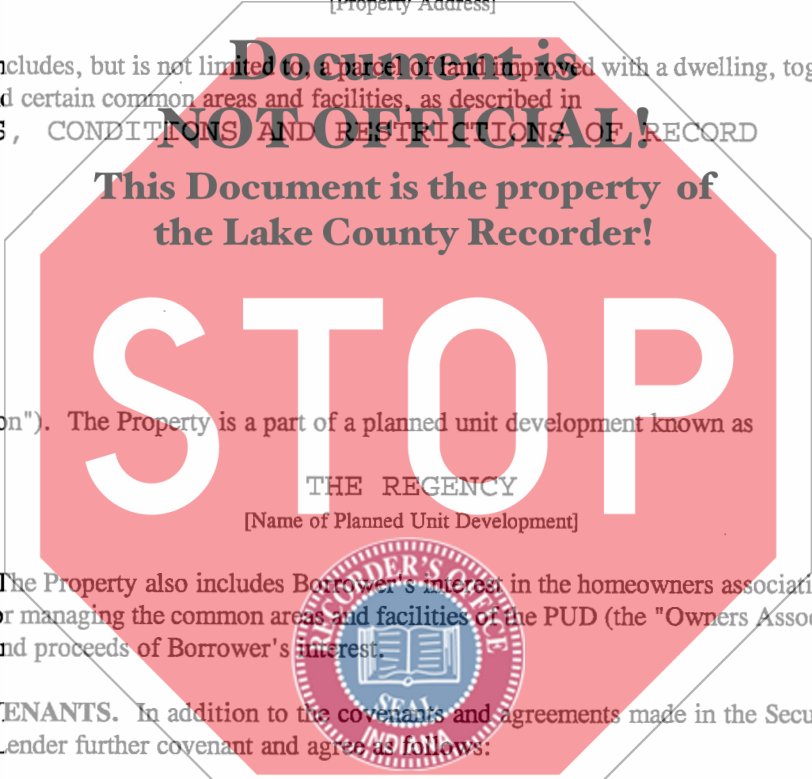 [Property Address]
Document is
ncludes, but is not limited to, a parcel of land improved with a dwelling, tog
d certain common areas and facilities, as described in
NOT OFFICIAL!
S, CONDITIONS AND RESTRICTIONS OF RECORD
This Document is the property of
the Lake County Recorder!
STOP
on"). The Property is a part of a planned unit development known as
THE REGENCY
[Name of Planned Unit Development]
The Property also includes Borrower's interest in the homeowners associati
r managing the common areas and facilities of the PUD (the "Owners Assoc
nd proceeds of Borrower's interest.
RECORDER'S OFFICE
SEAL
INDIANA
ENANTS. In addition to the covenants and agreements made in the Secu
Lender further covenant and agree as follows: